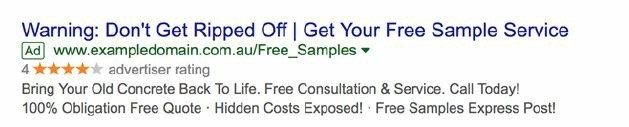 Warning: Don't Get Ripped Off | Get Your Free Sample Service
Ad www.exampledomain.com.au/Free_Samples
4 advertiser rating
Bring Your Old Concrete Back To Life. Free Consultation & Service. Call Today!
100% Obligation Free Quote · Hidden Costs Exposed! · Free Samples Express Post!